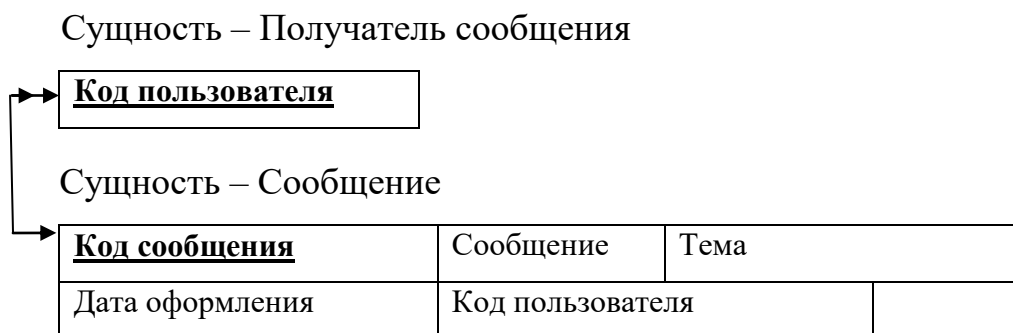 Сущность – Получатель сообщения
Код пользователя
Сущность – Сообщение
Код сообщения Сообщение Тема
Дата оформления Код пользователя